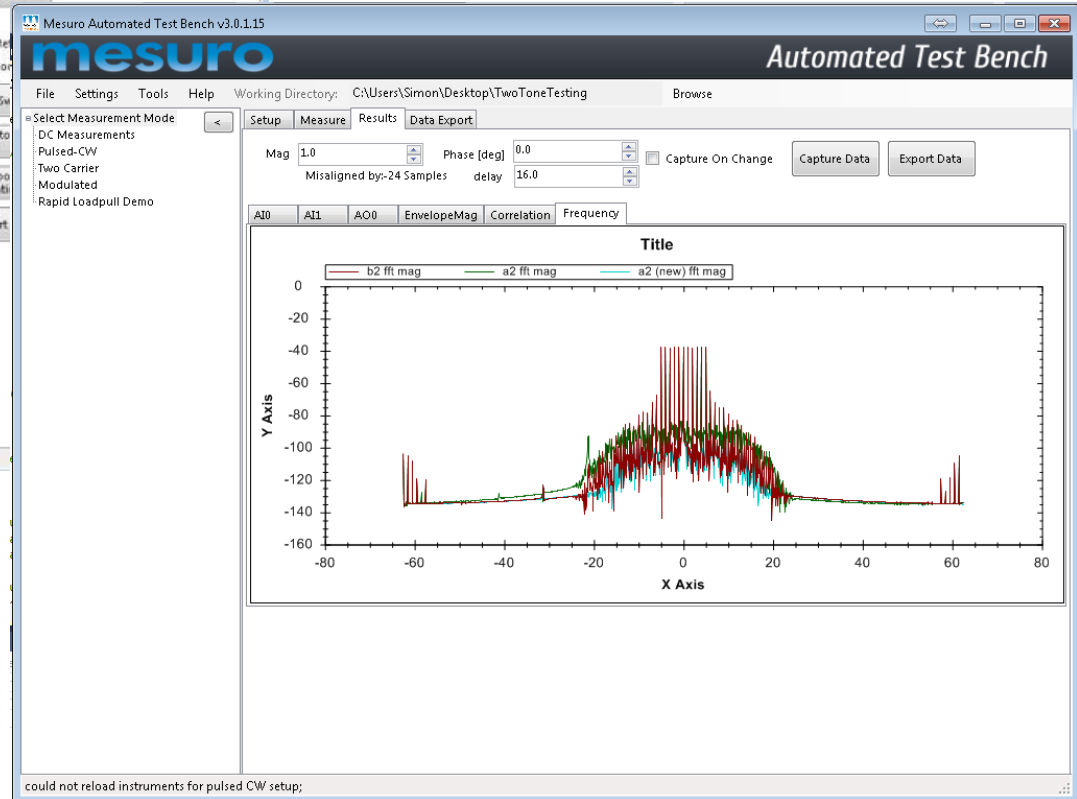 Mesuro Automated Test Bench v3.0.1.15
mesuro
Automated Test Bench
File Settings Tools Help Working Directory: C:\Users\Simon\Desktop\TwoToneTesting Browse
Select Measurement Mode
<
DC Measurements
Pulsed-CW
Two Carrier
Modulated
Rapid Loadpull Demo
Setup Measure Results Data Export
Mag 1.0 Phase [deg] 0.0 Capture On Change Capture Data Export Data
Misaligned by:-24 Samples delay 16.0
AI0 AI1 AO0 EnvelopeMag Correlation Frequency
Title
b2 fft mag a2 fft mag a2 (new) fft mag
0
-20
-40
-60
-80
-100
-120
-140
-160
Y Axis
-80 -60 -40 -20 0 20 40 60 80
X Axis
could not reload instruments for pulsed CW setup;